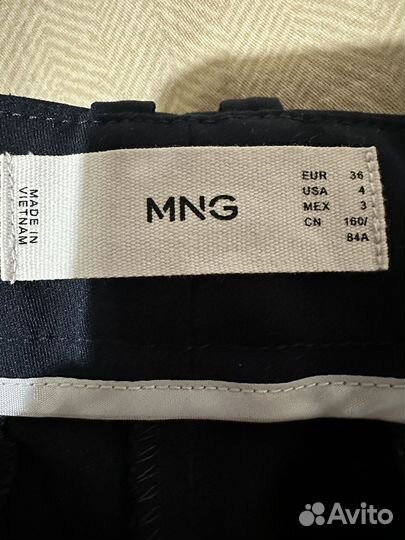 MADE IN
VIETNAM
MNG
EUR 36
USA 4
MEX 3
CN 160/
84A
Avito